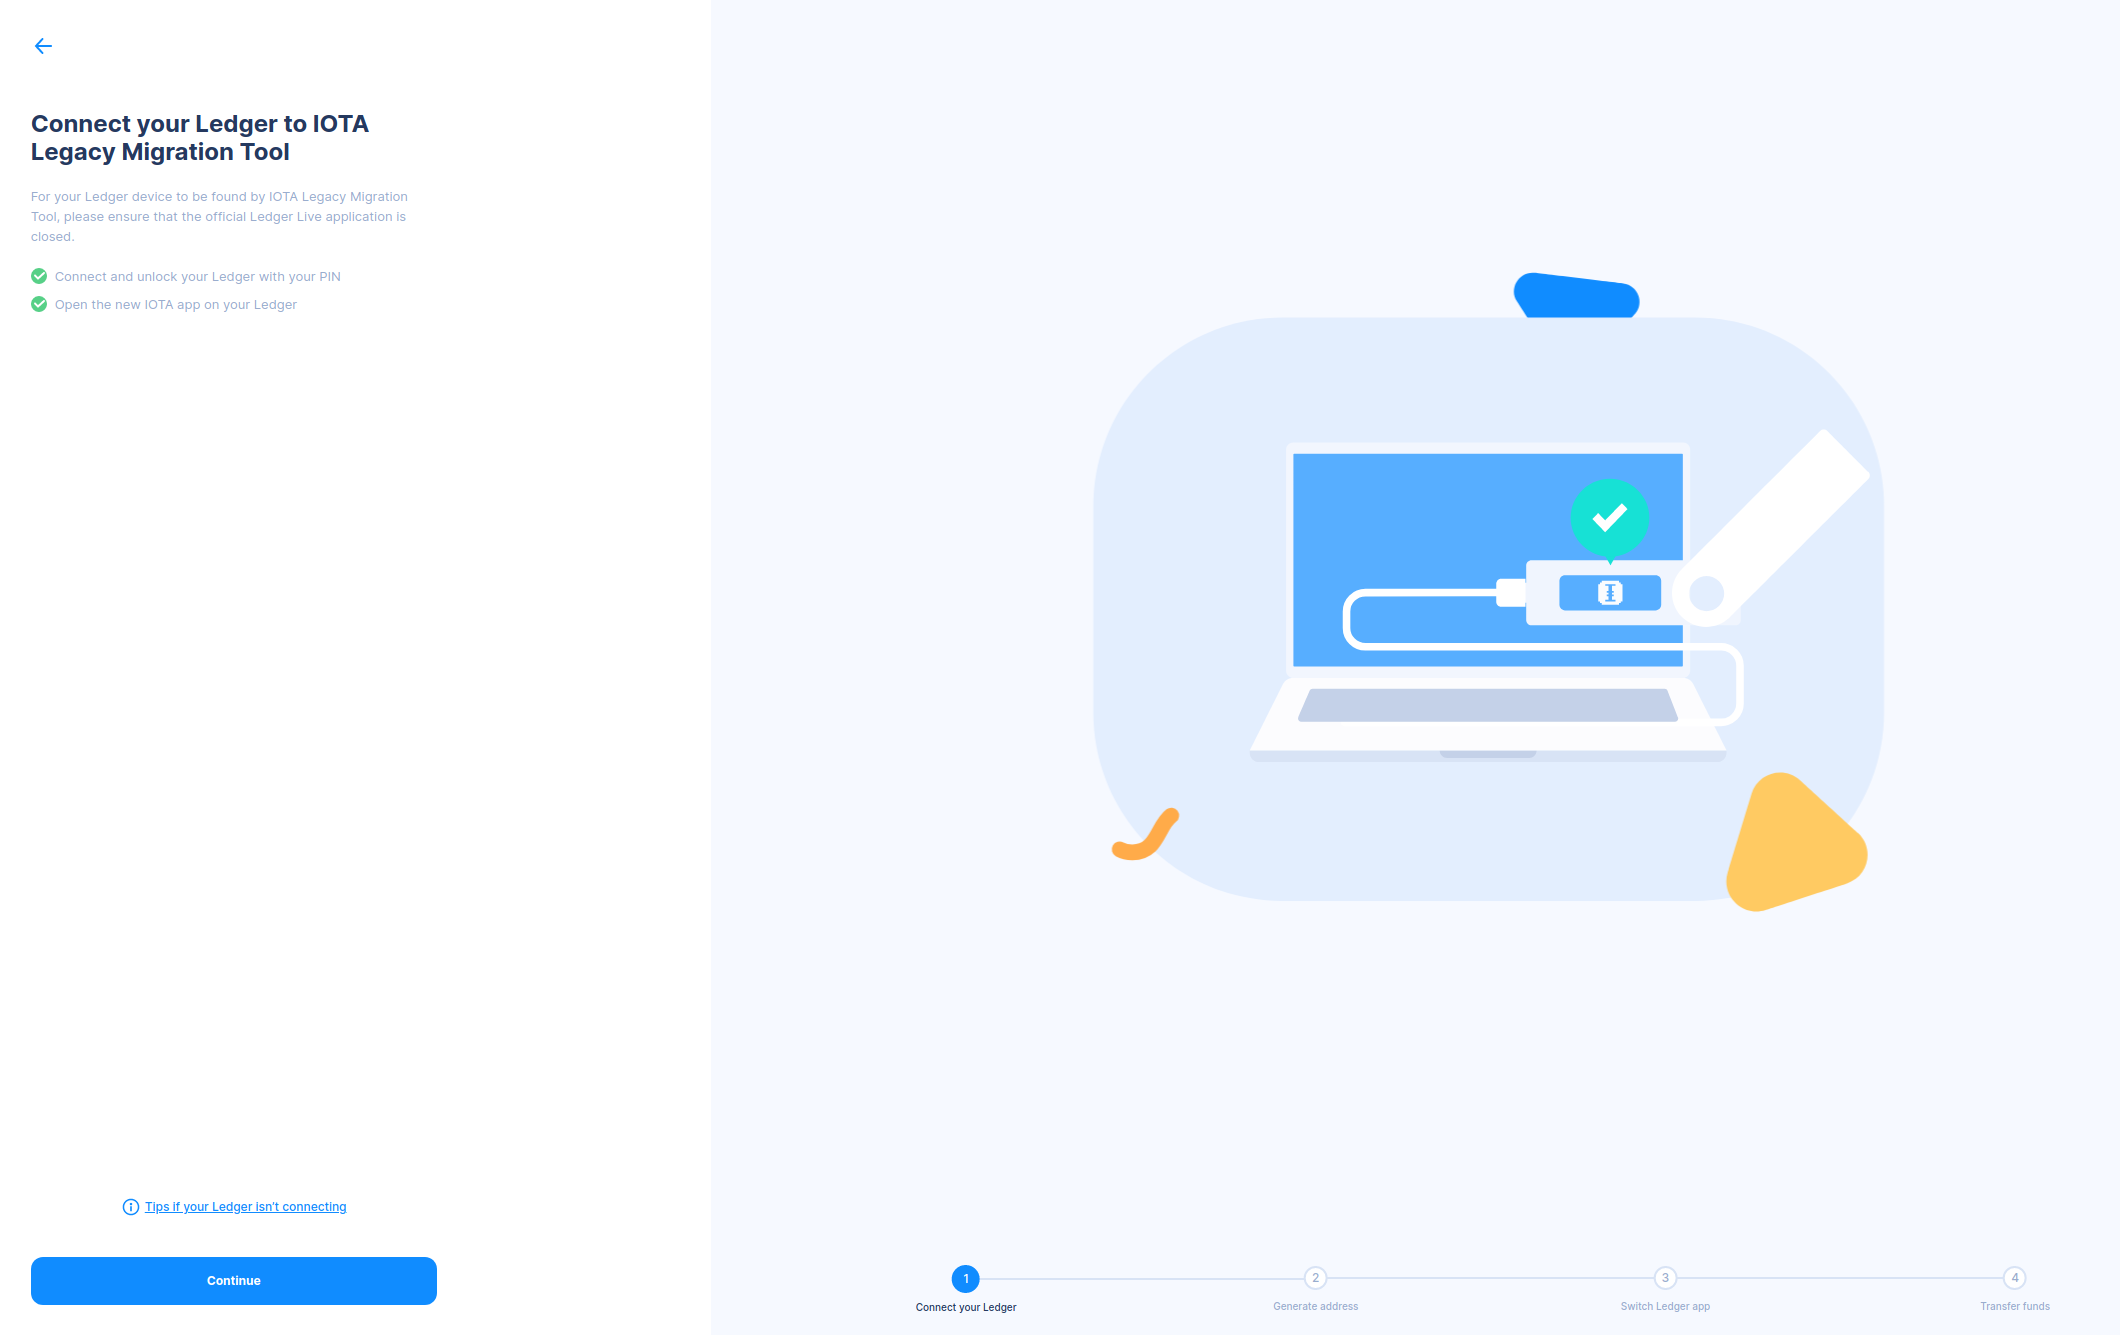 Connect your Ledger to IOTA
Legacy Migration Tool
For your Ledger device to be found by IOTA Legacy Migration
Tool, please ensure that the official Ledger Live application is
closed.
Connect and unlock your Ledger with your PIN
Open the new IOTA app on your Ledger
Tips if your Ledger isn't connecting
Continue
1
2
3
4
Connect your Ledger
Generate address
Switch Ledger app
Transfer funds